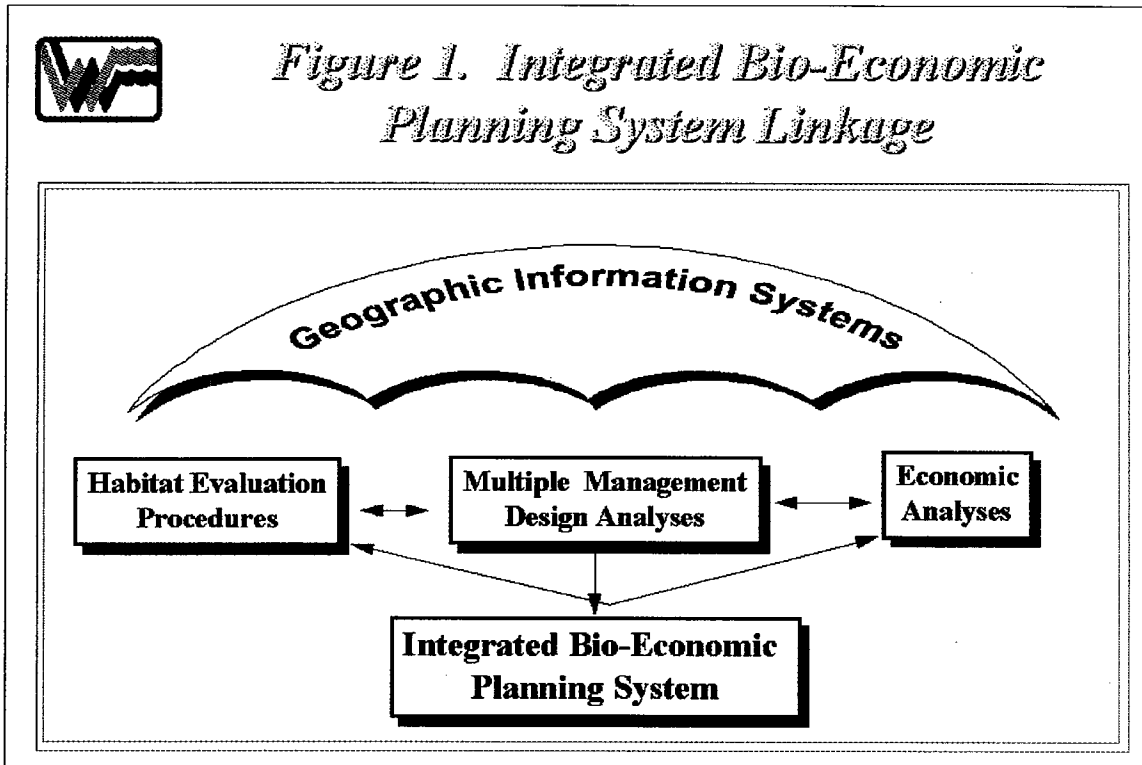 Figure 1. Integrated Bio-Economic
Planning System Linkage
Geographic Information Systems
Habitat Evaluation
Procedures
Multiple Management
Design Analyses
Economic
Analyses
Integrated Bio-Economic
Planning System